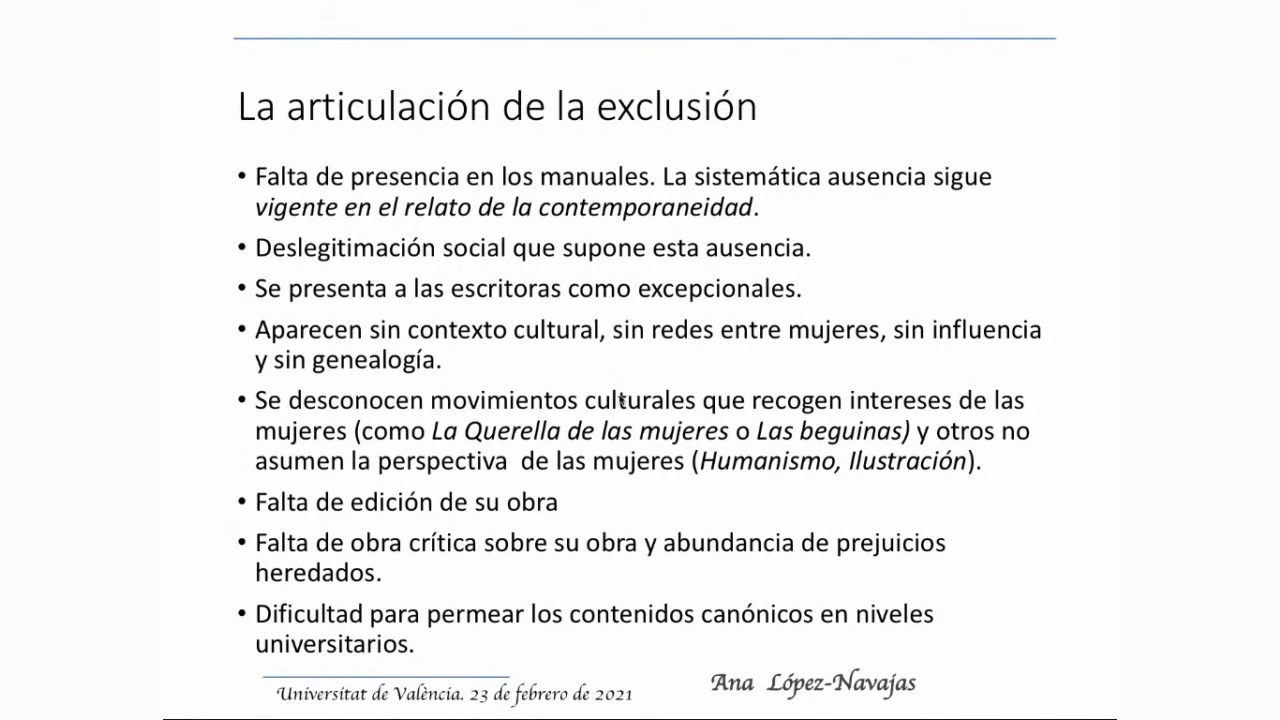 La articulación de la exclusión
• Falta de presencia en los manuales. La sistemática ausencia sigue
vigente en el relato de la contemporaneidad.
• Deslegitimación social que supone esta ausencia.
• Se presenta a las escritoras como excepcionales.
• Aparecen sin contexto cultural, sin redes entre mujeres, sin influencia
y sin genealogía.
• Se desconocen movimientos culturales que recogen intereses de las
mujeres (como La Querella de las mujeres o Las beguinas) y otros no
asumen la perspectiva de las mujeres (Humanismo, Ilustración).
• Falta de edición de su obra
• Falta de obra crítica sobre su obra y abundancia de prejuicios
heredados.
• Dificultad para permear los contenidos canónicos en niveles
universitarios.
Universitat de València. 23 de febrero de 2021
Ana López-Navajas